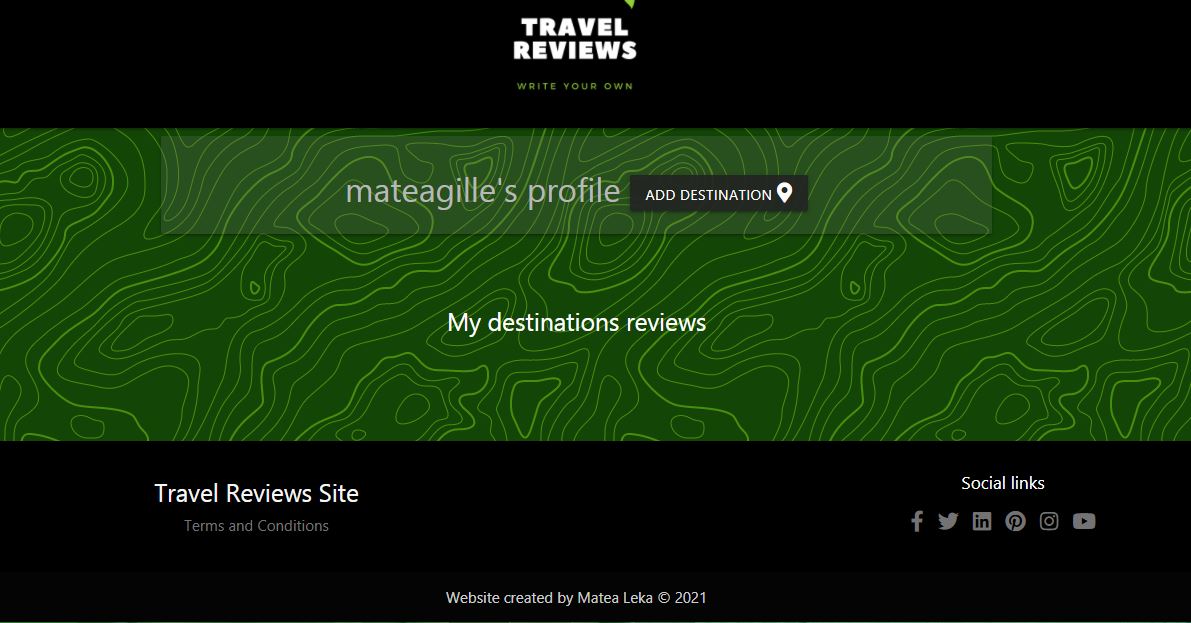 TRAVEL
REVIEWS
WRITE YOUR OWN
mateagille's profile
ADD DESTINATION
My destinations reviews
Travel Reviews Site
Terms and Conditions
Social links
Website created by Matea Leka © 2021